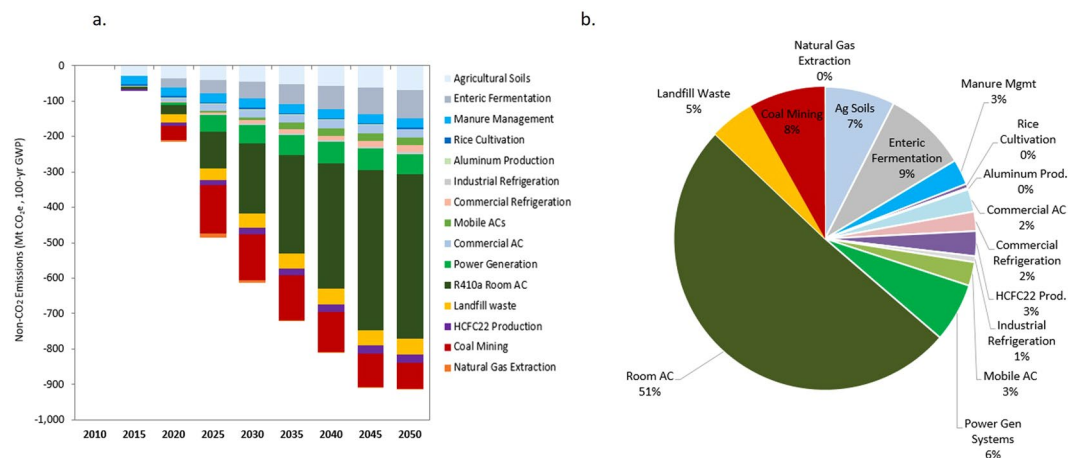 a.
Non-CO₂ Emissions (Mt CO₂e , 100-yr GWP)
0
-100
-200
-300
-400
-500
-600
-700
-800
-900
-1,000
2010 2015 2020 2025 2030 2035 2040 2045 2050
Agricultural Soils
Enteric Fermentation
Manure Management
Rice Cultivation
Aluminum Production
Industrial Refrigeration
Commercial Refrigeration
Mobile ACs
Commercial AC
Power Generation
R410a Room AC
Landfill waste
HCFC22 Production
Coal Mining
Natural Gas Extraction
b.
Natural Gas
Extraction
0%
Ag Soils
7%
Enteric
Fermentation
9%
Manure Mgmt
3%
Rice
Cultivation
0%
Aluminum Prod.
0%
Commercial AC
2%
Commercial
Refrigeration
2%
HCFC22 Prod.
3%
Industrial
Refrigeration
1%
Mobile AC
3%
Power Gen
Systems
6%
Room AC
51%
Landfill Waste
5%
Coal Mining
8%